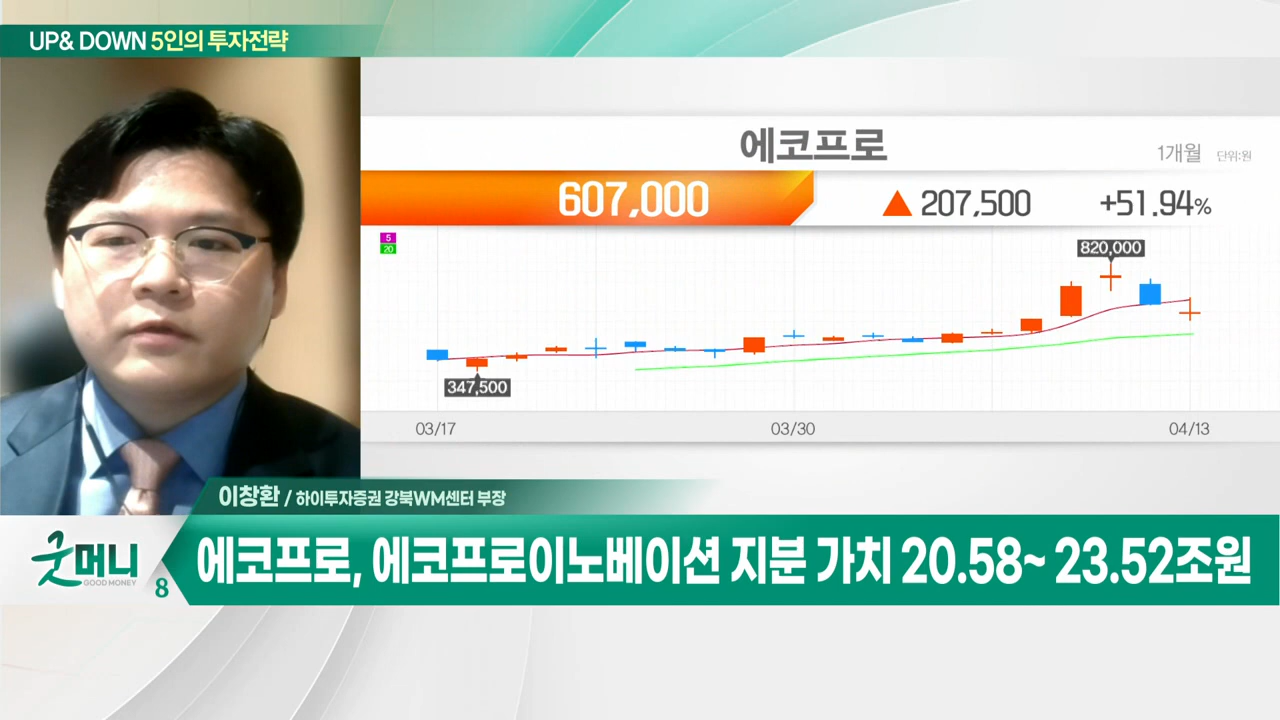 UP& DOWN 5인의 투자전략
에코프로
1개월 단위:원
607,000 ▲ 207,500 +51.94%
5
20
820,000
347,500
03/17 03/30 04/13
이창환 / 하이투자증권 강북WM센터 부장
굿머니
GOOD MONEY
8
에코프로, 에코프로이노베이션 지분 가치 20.58~ 23.52조원